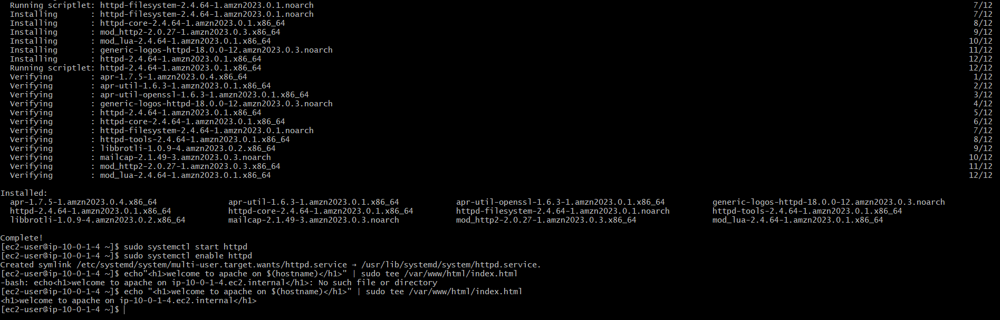 Running scriptlet: httpd-filesystem-2.4.64-1.amzn2023.0.1.noarch 7/12
Installing : httpd-filesystem-2.4.64-1.amzn2023.0.1.noarch 7/12
Installing : httpd-core-2.4.64-1.amzn2023.0.1.x86_64 8/12
Installing : mod_http2-2.0.27-1.amzn2023.0.3.x86_64 9/12
Installing : mod_lua-2.4.64-1.amzn2023.0.1.x86_64 10/12
Installing : generic-logos-httpd-18.0.0-12.amzn2023.0.3.noarch 11/12
Installing : httpd-2.4.64-1.amzn2023.0.1.x86_64 12/12
Running scriptlet: httpd-2.4.64-1.amzn2023.0.1.x86_64 12/12
Verifying : apr-1.7.5-1.amzn2023.0.4.x86_64 1/12
Verifying : apr-util-1.6.3-1.amzn2023.0.1.x86_64 2/12
Verifying : apr-util-openssl-1.6.3-1.amzn2023.0.1.x86_64 3/12
Verifying : generic-logos-httpd-18.0.0-12.amzn2023.0.3.noarch 4/12
Verifying : httpd-2.4.64-1.amzn2023.0.1.x86_64 5/12
Verifying : httpd-core-2.4.64-1.amzn2023.0.1.x86_64 6/12
Verifying : httpd-filesystem-2.4.64-1.amzn2023.0.1.noarch 7/12
Verifying : httpd-tools-2.4.64-1.amzn2023.0.1.x86_64 8/12
Verifying : libbrotli-1.0.9-4.amzn2023.0.2.x86_64 9/12
Verifying : mailcap-2.1.49-3.amzn2023.0.3.noarch 10/12
Verifying : mod_http2-2.0.27-1.amzn2023.0.3.x86_64 11/12
Verifying : mod_lua-2.4.64-1.amzn2023.0.1.x86_64 12/12
Installed:
apr-1.7.5-1.amzn2023.0.4.x86_64 apr-util-1.6.3-1.amzn2023.0.1.x86_64 apr-util-openssl-1.6.3-1.amzn2023.0.1.x86_64 generic-logos-httpd-18.0.0-12.amzn2023.0.3.noarch
httpd-2.4.64-1.amzn2023.0.1.x86_64 httpd-core-2.4.64-1.amzn2023.0.1.x86_64 httpd-filesystem-2.4.64-1.amzn2023.0.1.noarch httpd-tools-2.4.64-1.amzn2023.0.1.x86_64
libbrotli-1.0.9-4.amzn2023.0.2.x86_64 mailcap-2.1.49-3.amzn2023.0.3.noarch mod_http2-2.0.27-1.amzn2023.0.3.x86_64 mod_lua-2.4.64-1.amzn2023.0.1.x86_64
Complete!
[ec2-user@ip-10-0-1-4 ~]$ sudo systemctl start httpd
[ec2-user@ip-10-0-1-4 ~]$ sudo systemctl enable httpd
Created symlink /etc/systemd/system/multi-user.target.wants/httpd.service → /usr/lib/systemd/system/httpd.service.
[ec2-user@ip-10-0-1-4 ~]$ echo"<h1>welcome to apache on $(hostname)</h1>" | sudo tee /var/www/html/index.html
-bash: echo<h1>welcome to apache on ip-10-0-1-4.ec2.internal</h1>: No such file or directory
[ec2-user@ip-10-0-1-4 ~]$ echo "<h1>welcome to apache on $(hostname)</h1>" | sudo tee /var/www/html/index.html
<h1>welcome to apache on ip-10-0-1-4.ec2.internal</h1>
[ec2-user@ip-10-0-1-4 ~]$